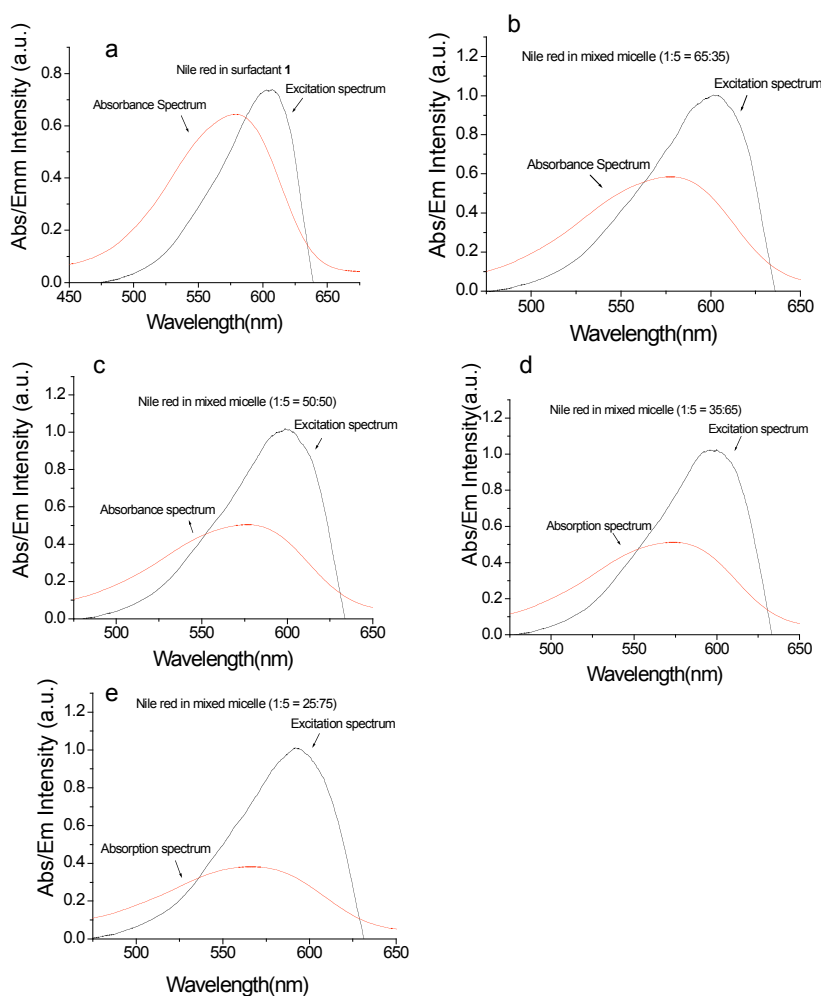 a
Nile red in surfactant 1
Absorbance Spectrum
Excitation spectrum
Abs/Emm Intensity (a.u.)
0.8
0.6
0.4
0.2
0.0
450 500 550 600 650
Wavelength(nm)
b
Nile red in mixed micelle (1:5 = 65:35)
Excitation spectrum
Absorbance Spectrum
Abs/Em Intensity (a.u.)
1.2
1.0
0.8
0.6
0.4
0.2
0.0
500 550 600 650
Wavelength(nm)
c
Nile red in mixed micelle (1:5 = 50:50)
Excitation spectrum
Absorbance spectrum
Abs/Em Intensity (a.u.)
1.2
1.0
0.8
0.6
0.4
0.2
0.0
500 550 600 650
Wavelength(nm)
d
Nile red in mixed micelle (1:5 = 35:65)
Excitation spectrum
Absorption spectrum
Abs/Em Intensity(a.u.)
1.2
1.0
0.8
0.6
0.4
0.2
0.0
500 550 600 650
Wavelength(nm)
e
Nile red in mixed micelle (1:5 = 25:75)
Excitation spectrum
Absorption spectrum
Abs/Em Intensity (a.u.)
1.2
1.0
0.8
0.6
0.4
0.2
0.0
500 550 600 650
Wavelength(nm)